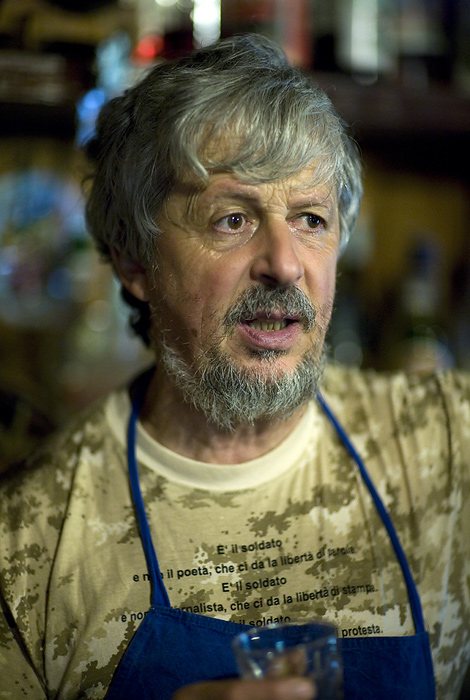 E' il soldato
e non il poeta, che ci da la libertà di parola.
E' il soldato
e non giornalista, che ci da la libertà di stampa.
il soldato
protesta.